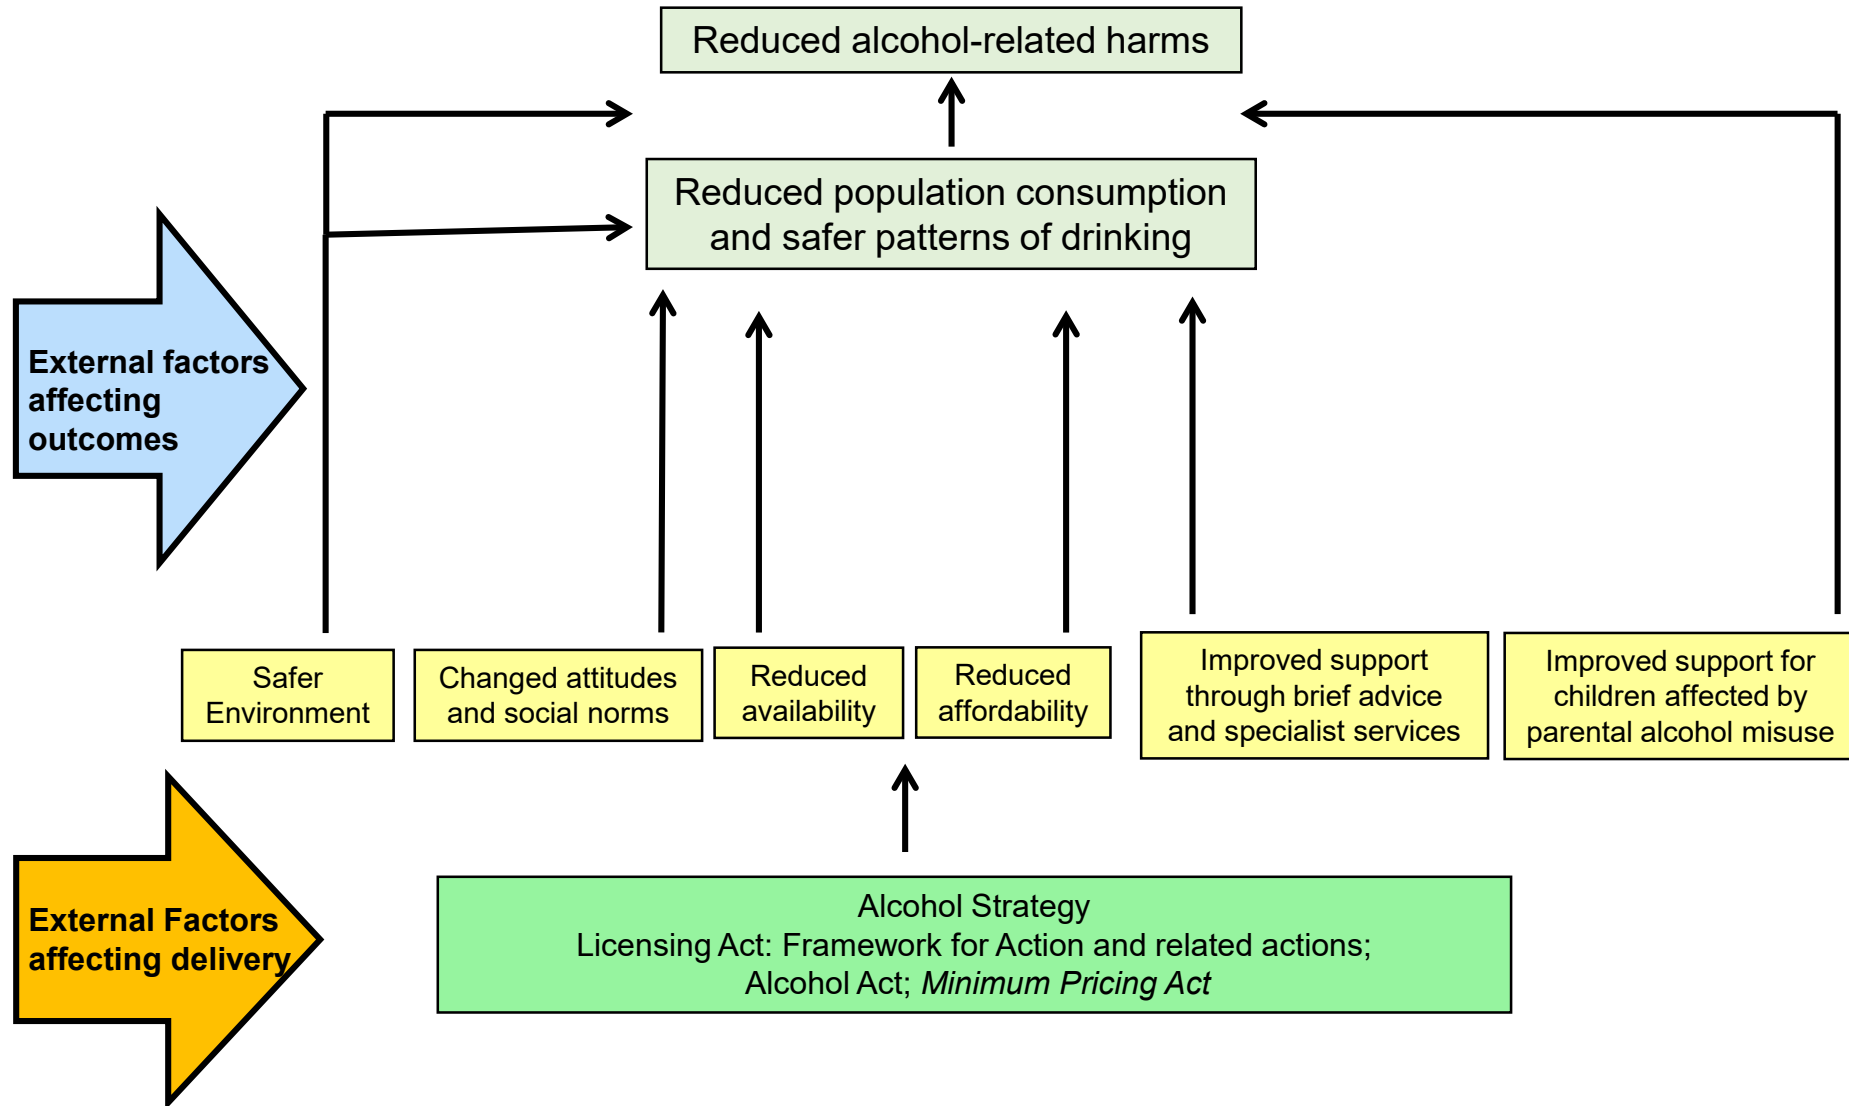 Reduced alcohol-related harms
Reduced population consumption
and safer patterns of drinking
External factors
affecting
outcomes
Safer
Environment
Changed attitudes
and social norms
Reduced
availability
Reduced
affordability
Improved support
through brief advice
and specialist services
Improved support for
children affected by
parental alcohol misuse
External Factors
affecting delivery
Alcohol Strategy
Licensing Act: Framework for Action and related actions;
Alcohol Act; Minimum Pricing Act